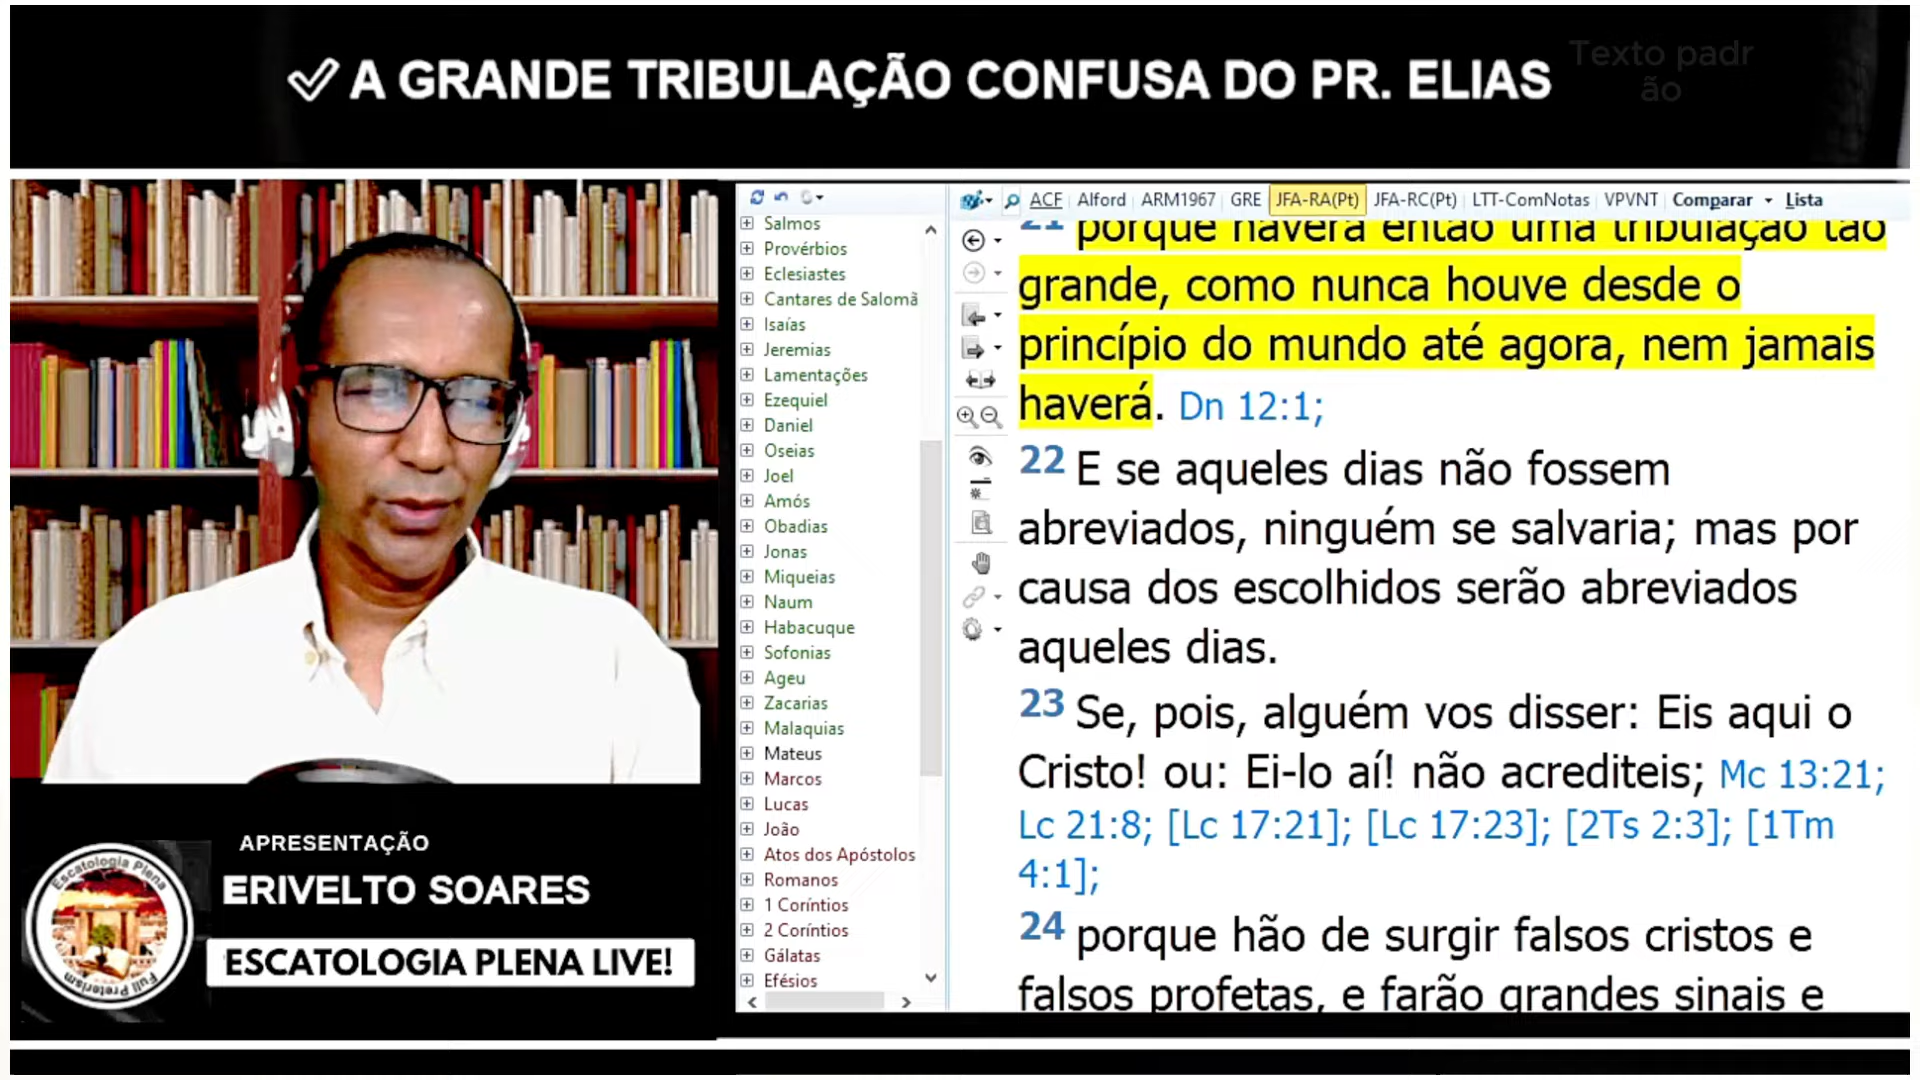 A GRANDE TRIBULAÇÃO CONFUSA DO PR. ELIAS
Texto padr
ão
Salmos
Provérbios
Eclesiastes
Cantares de Salomã
Isaías
Jeremias
Lamentações
Ezequiel
Daniel
Oseias
Joel
Amós
Obadias
Jonas
Miqueias
Naum
Habacuque
Sofonias
Ageu
Zacarias
Malaquias
Mateus
Marcos
Lucas
João
Atos dos Apóstolos
Romanos
1 Coríntios
2 Coríntios
Gálatas
Efésios
ACF Alford ARM1967 GRE JFA-RA(Pt) JFA-RC(Pt) LTT-ComNotas VPVNT Comparar Lista
21 porque haverá então uma tribulação tão
grande, como nunca houve desde o
princípio do mundo até agora, nem jamais
haverá. Dn 12:1;
22 E se aqueles dias não fossem
abreviados, ninguém se salvaria; mas por
causa dos escolhidos serão abreviados
aqueles dias.
23 Se, pois, alguém vos disser: Eis aqui o
Cristo! ou: Ei-lo aí! não acrediteis; Mc 13:21;
Lc 21:8; [Lc 17:21]; [Lc 17:23]; [2Ts 2:3]; [1Tm
4:1];
24 porque hão de surgir falsos cristos e
falsos profetas, e farão grandes sinais e
APRESENTAÇÃO
ERIVELTO SOARES
ESCATOLOGIA PLENA LIVE!
Escatologia Plena
Full Preterism